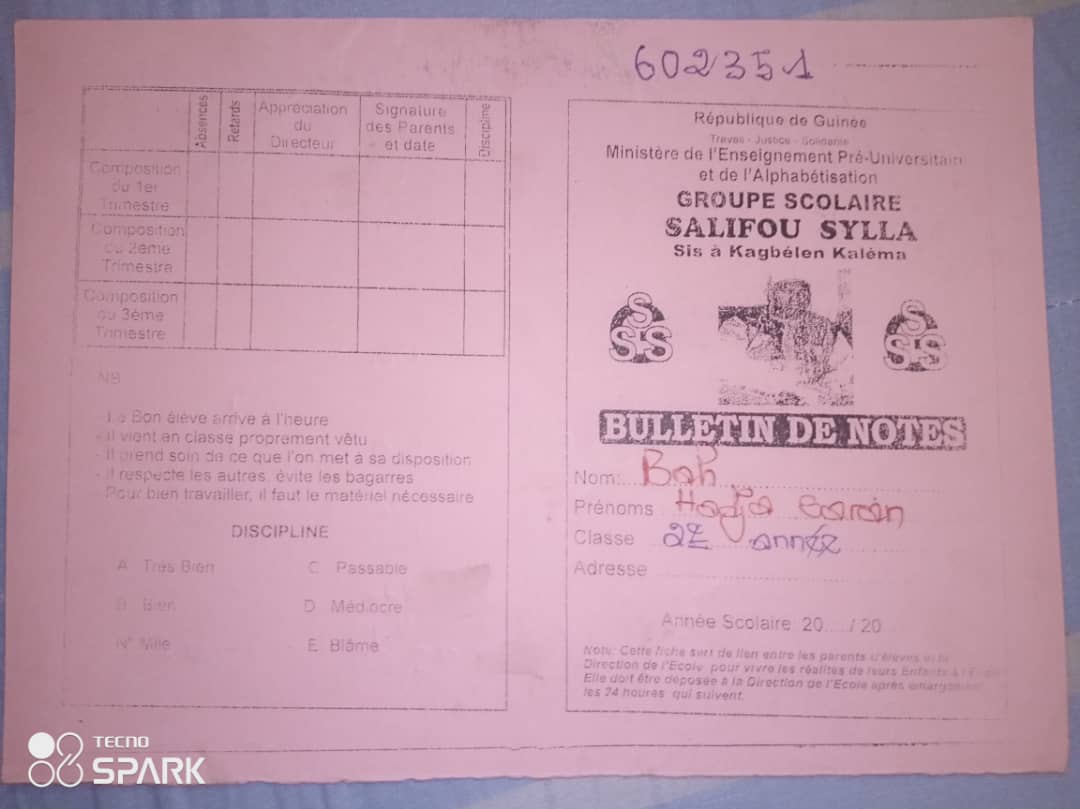 602351
Absences
Retards
Appréciation
du
Directeur
Signature
des Parents
et date
Discipline
Composition
du 1er
Trimestre
Composition
du 2ème
Trimestre
Composition
du 3ème
Trimestre
NB
- Le Bon élève arrive à l'heure
- Il vient en classe proprement vêtu
- Il prend soin de ce que l'on met à sa disposition
- Il respecte les autres, évite les bagarres
- Pour bien travailler, il faut le matériel nécessaire
DISCIPLINE
A Très Bien
C Passable
B Bien
D Médiocre
N° Mlle
E Blâme
République de Guinée
Travail - Justice - Solidarité
Ministère de l'Enseignement Pré-Universitain
et de l'Alphabétisation
GROUPE SCOLAIRE
SALIFOU SYLLA
Sis à Kagbélen Kaléma
S
S S
S
S S
BULLETIN DE NOTES
Nom: Bah
Prénoms Hadja
Classe 2E année
Adresse
Année Scolaire 20 / 20
Note: Cette fiche sert de lien entre les parents d'élèves et la
Direction de l'Ecole pour vivre les réalités de leurs Enfants à
Elle doit être déposée à la Direction de l'Ecole après
les 24 heures qui suivent.
TECNO
SPARK